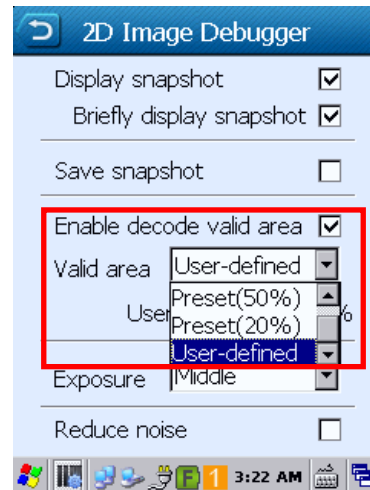 2D Image Debugger
Display snapshot
Briefly display snapshot
Save snapshot
Enable decode valid area
Valid area User-defined
Preset(50%)
User %
Preset(20%)
User-defined
Exposure Middle
Reduce noise
F 1 3:22 AM